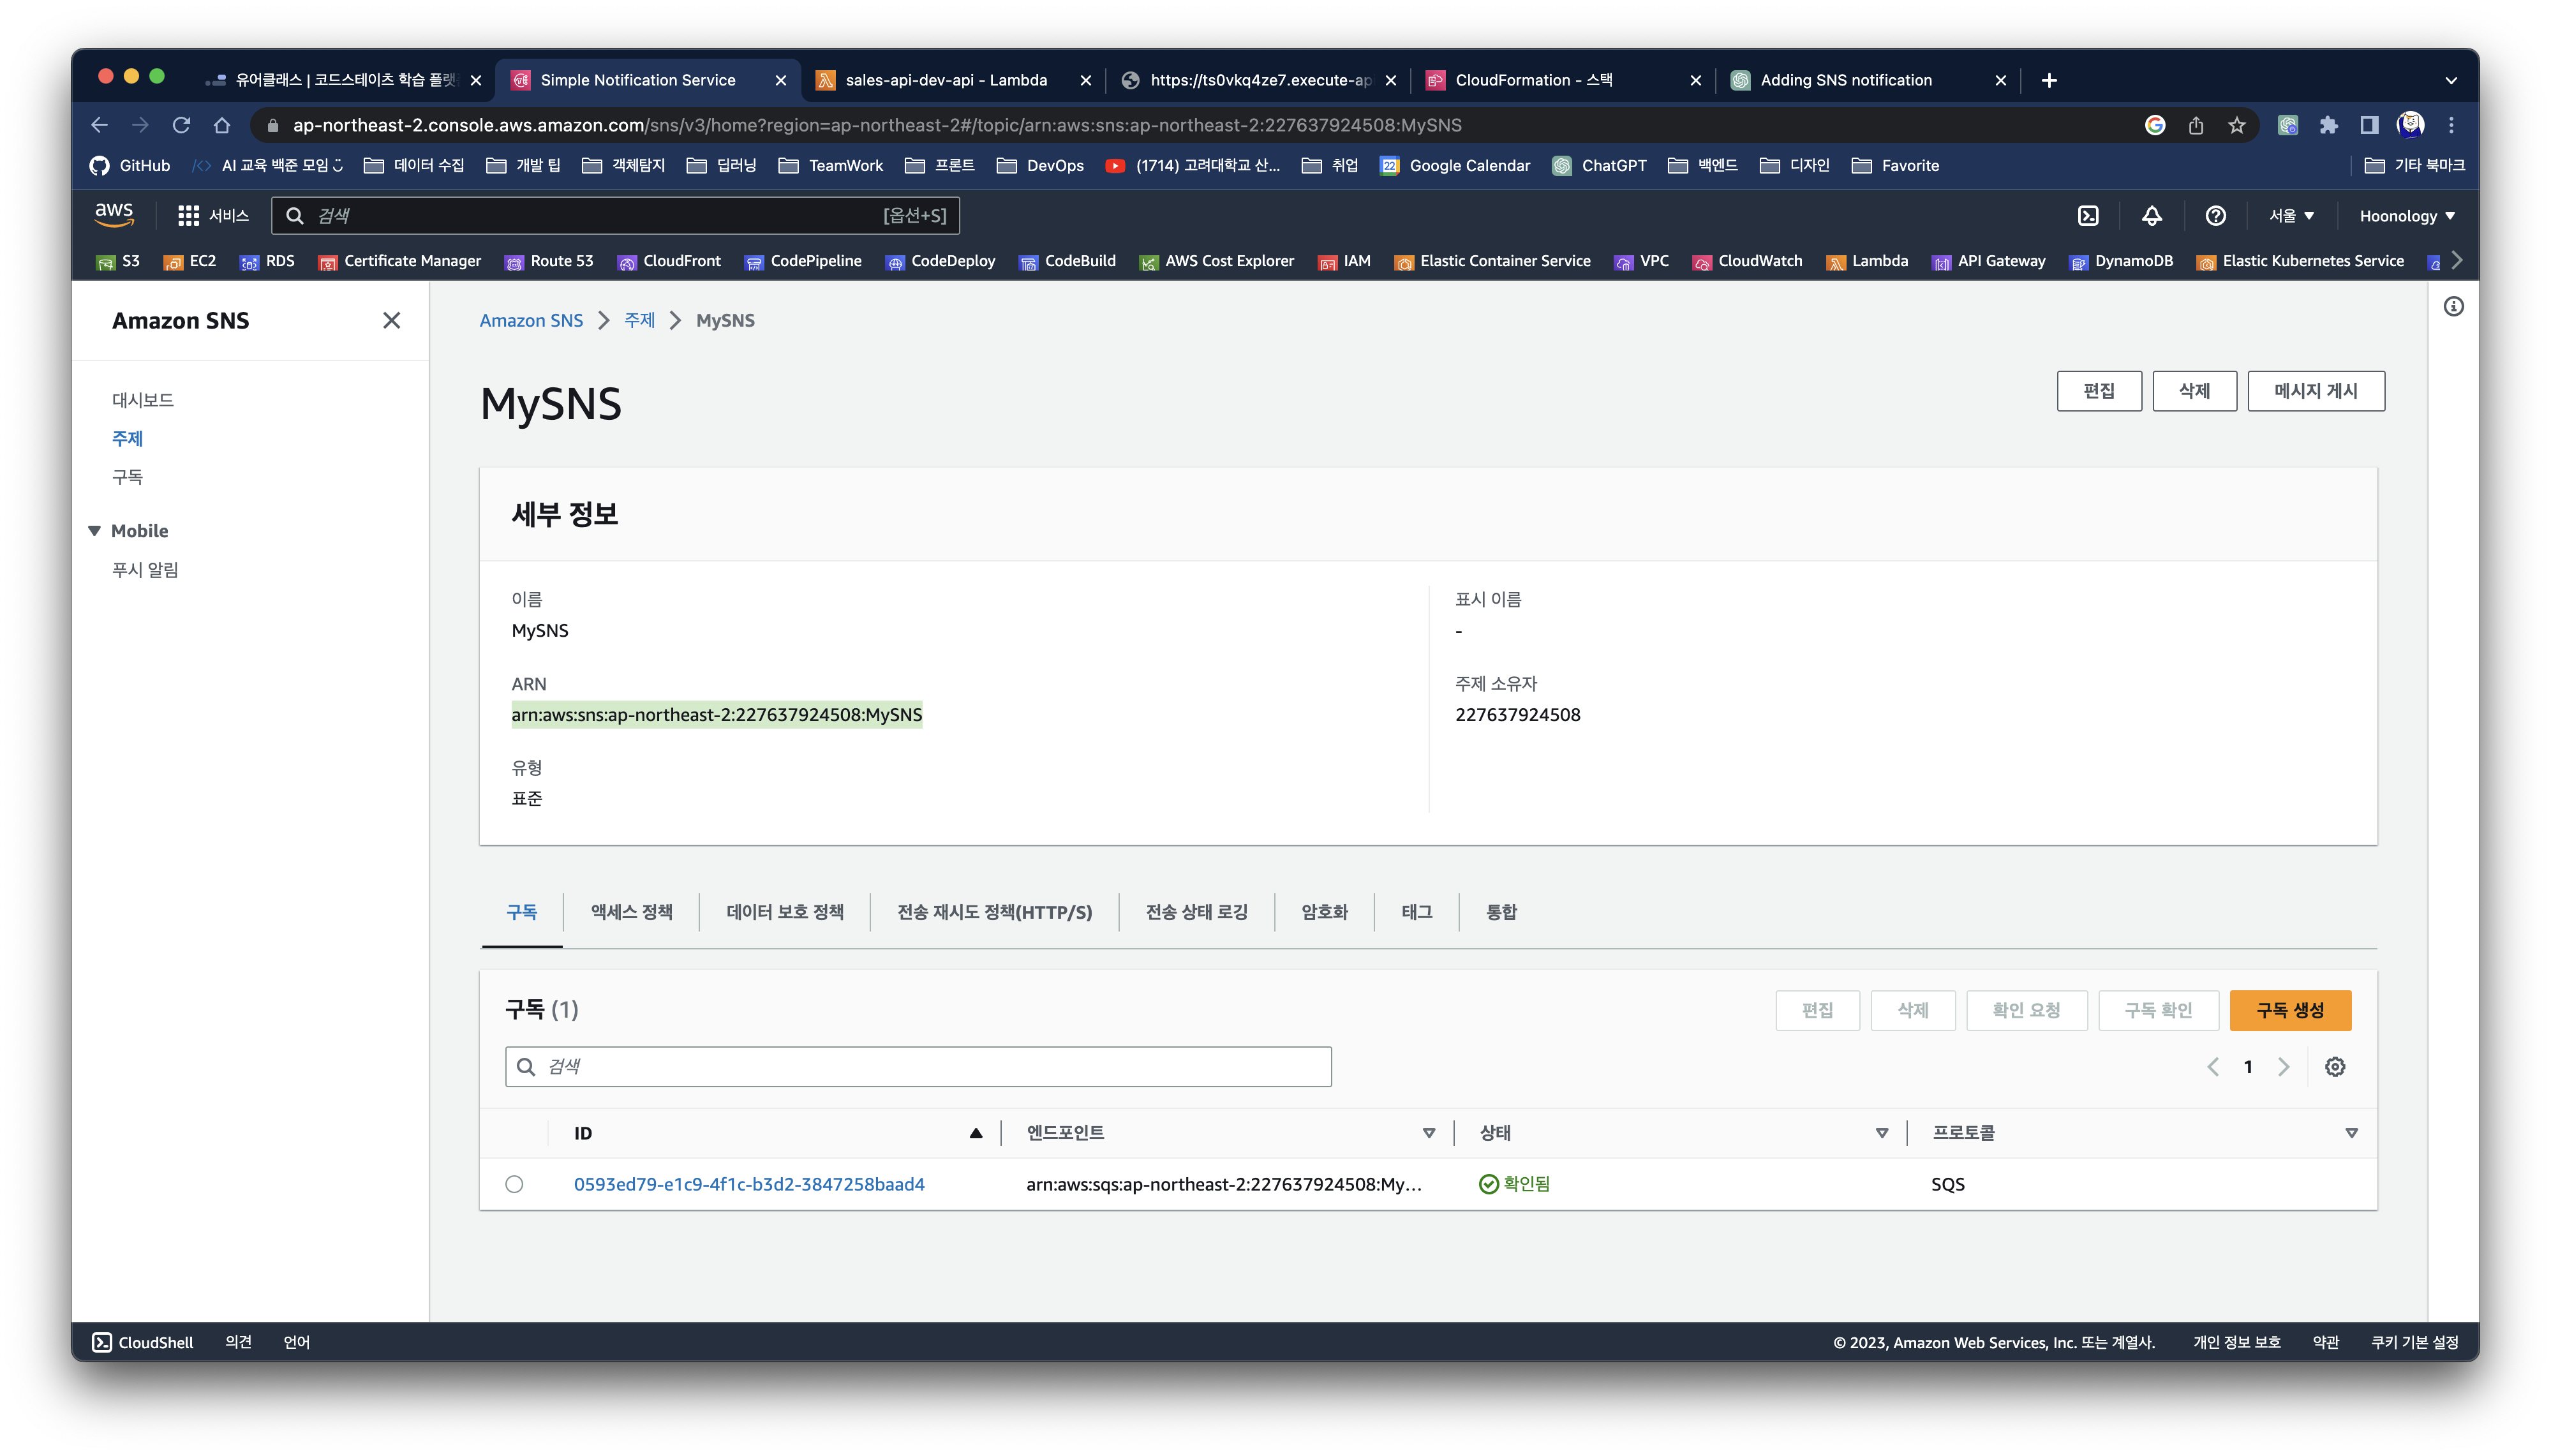 유어클래스 | 코드스테이츠 학습 플랫
Simple Notification Service
sales-api-dev-api - Lambda
https://ts0vkq4ze7.execute-ap
CloudFormation - 스택
Adding SNS notification
ap-northeast-2.console.aws.amazon.com/sns/v3/home?region=ap-northeast-2#/topic/arn:aws:sns:ap-northeast-2:227637924508:MySNS
GitHub
AI 교육 백준 모임
데이터 수집
개발 팁
객체탐지
딥러닝
TeamWork
프론트
DevOps
(1714) 고려대학교 산...
취업
22
Google Calendar
ChatGPT
백엔드
디자인
Favorite
기타 북마크
aws
서비스
검색
[옵션+S]
서울
Hoonology
S3
EC2
RDS
Certificate Manager
Route 53
CloudFront
CodePipeline
CodeDeploy
CodeBuild
AWS Cost Explorer
IAM
Elastic Container Service
VPC
CloudWatch
Lambda
API Gateway
DynamoDB
Elastic Kubernetes Service
Amazon SNS
대시보드
주제
구독
Mobile
푸시 알림
Amazon SNS
주제
MySNS
MySNS
편집
삭제
메시지 게시
세부 정보
이름
MySNS
표시 이름
-
ARN
arn:aws:sns:ap-northeast-2:227637924508:MySNS
주제 소유자
227637924508
유형
표준
구독
액세스 정책
데이터 보호 정책
전송 재시도 정책(HTTP/S)
전송 상태 로깅
암호화
태그
통합
구독 (1)
편집
삭제
확인 요청
구독 확인
구독 생성
검색
1
ID
엔드포인트
상태
프로토콜
0593ed79-e1c9-4f1c-b3d2-3847258baad4
arn:aws:sqs:ap-northeast-2:227637924508:My...
확인됨
SQS
CloudShell
의견
언어
© 2023, Amazon Web Services, Inc. 또는 계열사.
개인 정보 보호
약관
쿠키 기본 설정